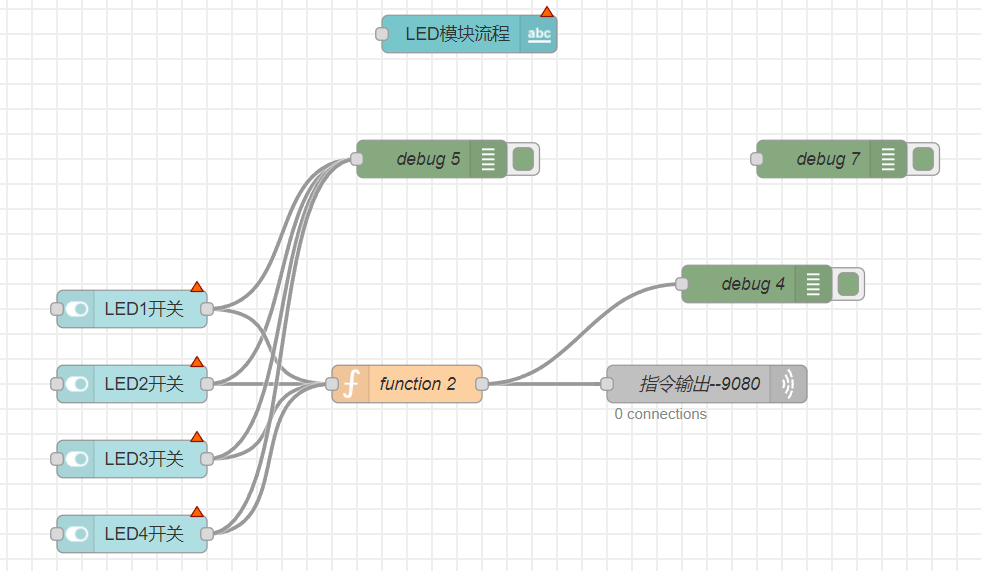 LED模块流程
abc
debug 5
debug 7
debug 4
LED1开关
LED2开关
function 2
指令输出--9080
0 connections
LED3开关
LED4开关